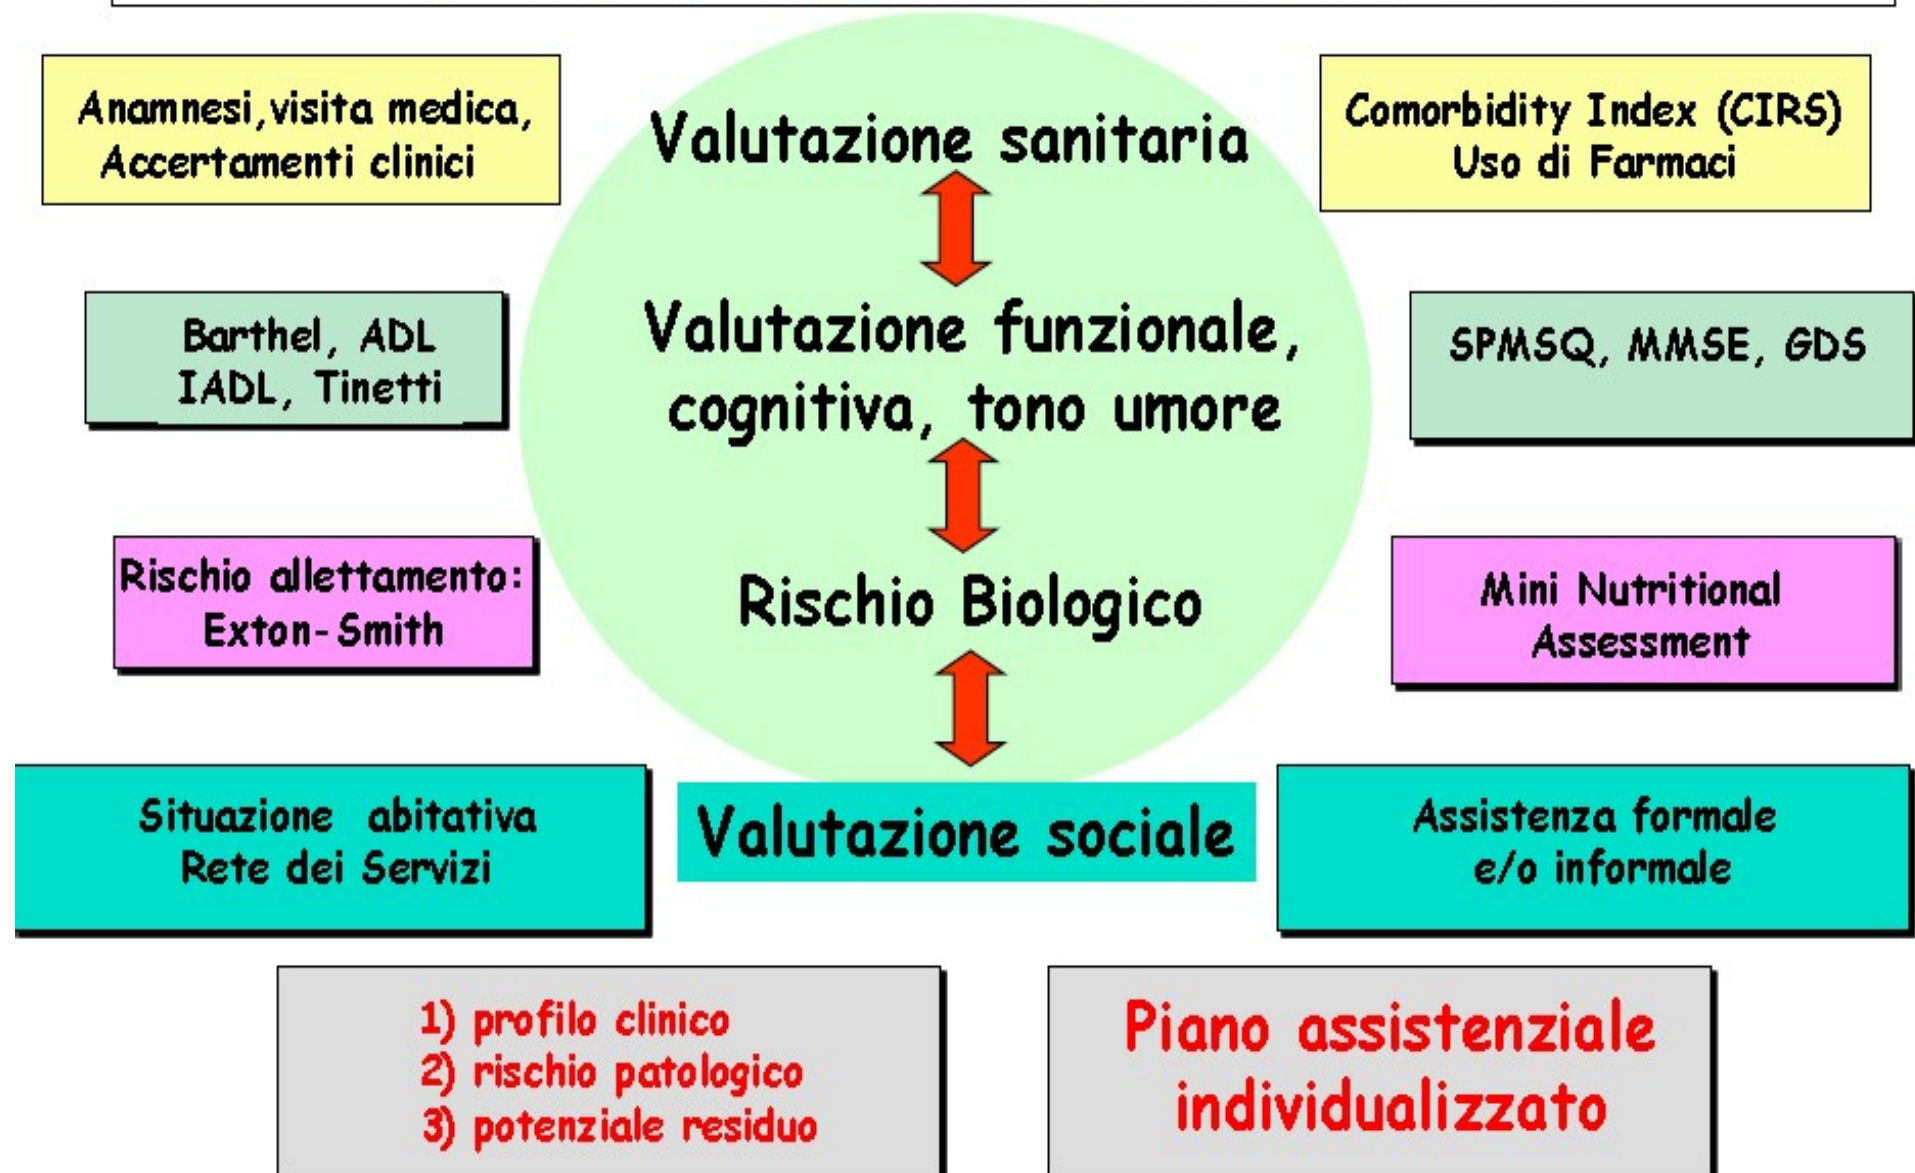 Anamnesi,visita medica,
Accertamenti clinici
Valutazione sanitaria
Comorbidity Index (CIRS)
Uso di Farmaci
Barthel, ADL
IADL, Tinetti
Valutazione funzionale,
cognitiva, tono umore
SPMSQ, MMSE, GDS
Rischio allettamento:
Exton-Smith
Rischio Biologico
Mini Nutritional
Assessment
Situazione abitativa
Rete dei Servizi
Valutazione sociale
Assistenza formale
e/o informale
1) profilo clinico
2) rischio patologico
3) potenziale residuo
Piano assistenziale
individualizzato